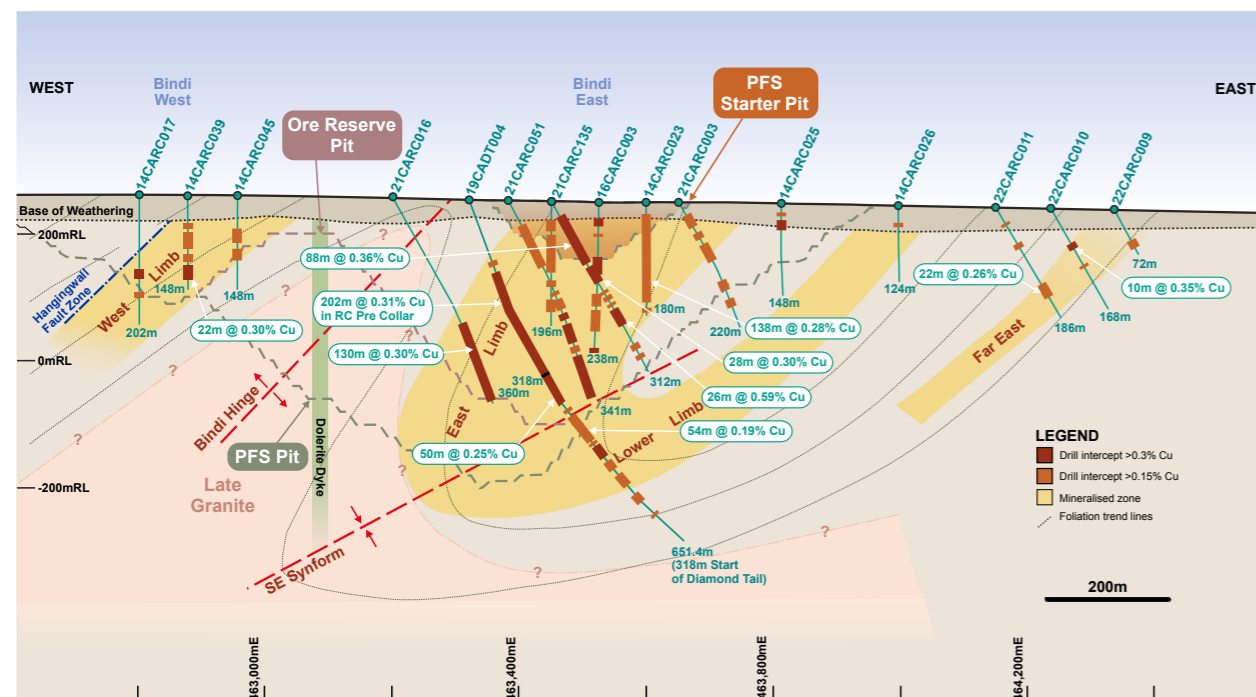 WEST
Bindi
West
Bindi
East
EAST
PFS
Starter Pit
Ore Reserve
Pit
14CARC017
14CARC039
14CARC045
21CARC016
19CADT004
21CARC051
21CARC135
16CARC003
14CARC023
21CARC003
14CARC025
14CARC026
22CARC011
22CARC010
22CARC009
Base of Weathering
200mRL
0mRL
-200mRL
Hangingwall
Fault Zone
West
Limb
202m
148m
148m
22m @ 0.30% Cu
88m @ 0.36% Cu
202m @ 0.31% Cu
in RC Pre Collar
130m @ 0.30% Cu
318m
360m
196m
238m
341m
312m
180m
220m
148m
124m
186m
168m
72m
22m @ 0.26% Cu
10m @ 0.35% Cu
138m @ 0.28% Cu
28m @ 0.30% Cu
26m @ 0.59% Cu
54m @ 0.19% Cu
50m @ 0.25% Cu
East
Limb
Lower
Limb
Far East
Bindi Hinge
PFS Pit
Dolerite Dyke
Late
Granite
SE Synform
651.4m
(318m Start
of Diamond Tail)
?
?
?
?
?
?
?
?
LEGEND
Drill intercept >0.3% Cu
Drill intercept >0.15% Cu
Mineralised zone
Foliation trend lines
200m
463,000mE
463,400mE
463,800mE
464,200mE